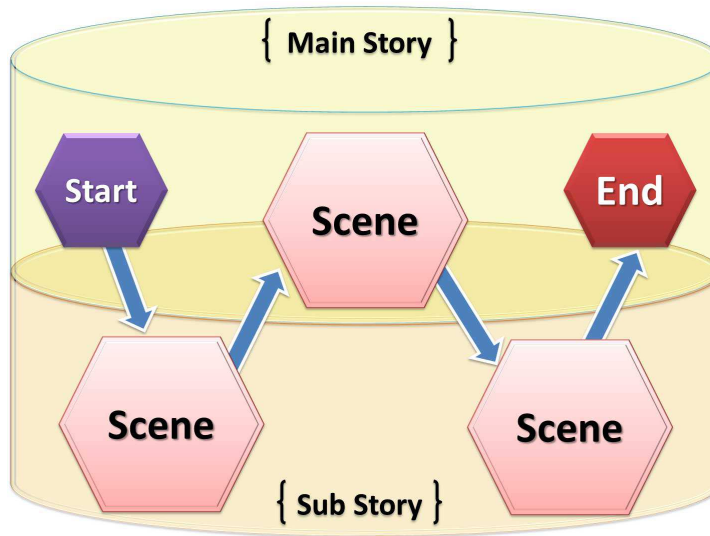 { Main Story }
Start
Scene
End
Scene
Scene
{ Sub Story }